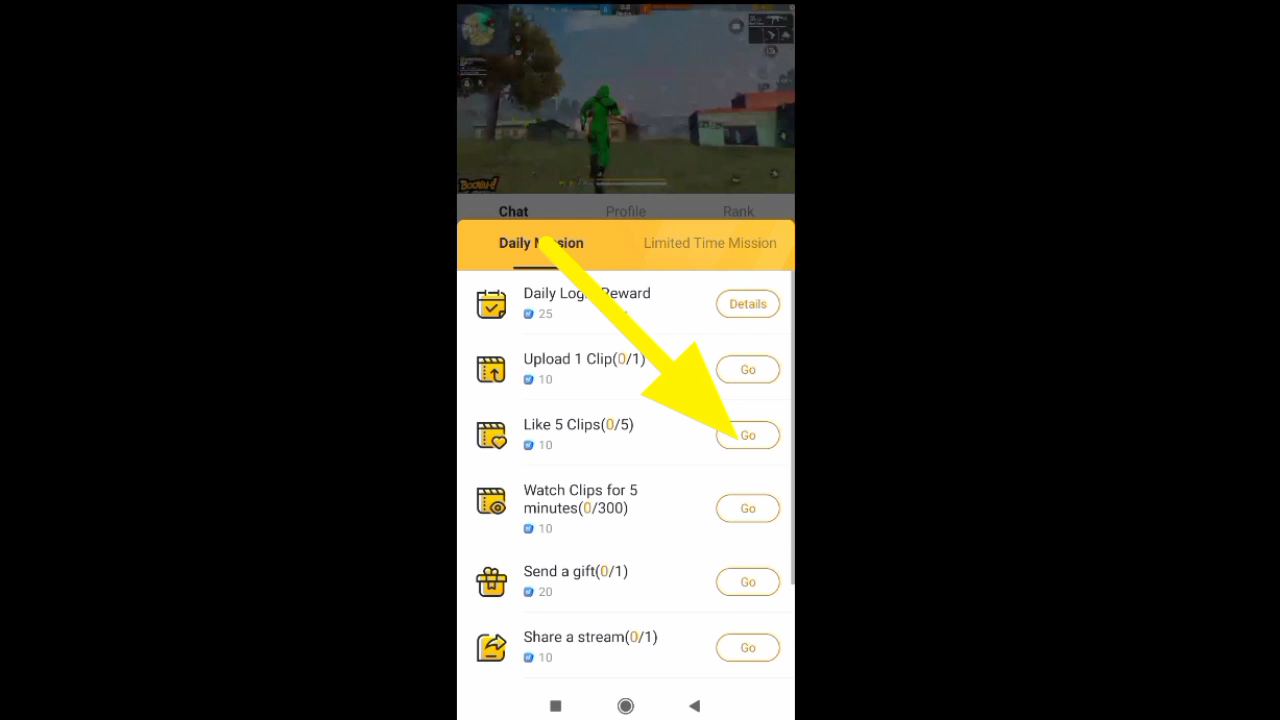 BOOYAH!
Chat Profile Rank
Daily Mission Limited Time Mission
Daily Login Reward
25
Details
Upload 1 Clip(0/1)
10
Go
Like 5 Clips(0/5)
10
Go
Watch Clips for 5
minutes(0/300)
10
Go
Send a gift(0/1)
20
Go
Share a stream(0/1)
10
Go